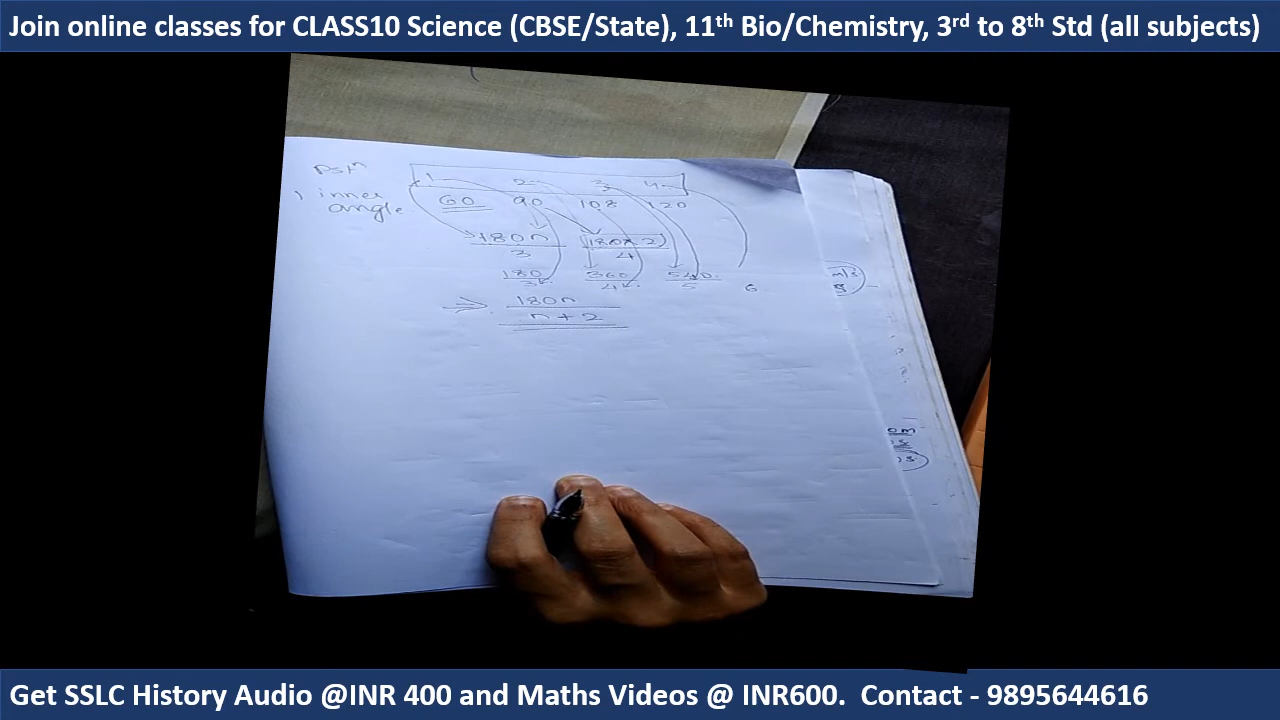 Join online classes for CLASS10 Science (CBSE/State), 11th Bio/Chemistry, 3rd to 8th Std (all subjects)
1 2 3 4
1) inner 60 90 108 120
angle
180n (180×2)
3 4
180 360 540
3 4 5 6
⇒ 180n
n + 2
m/s
Get SSLC History Audio @INR 400 and Maths Videos @ INR600. Contact - 9895644616